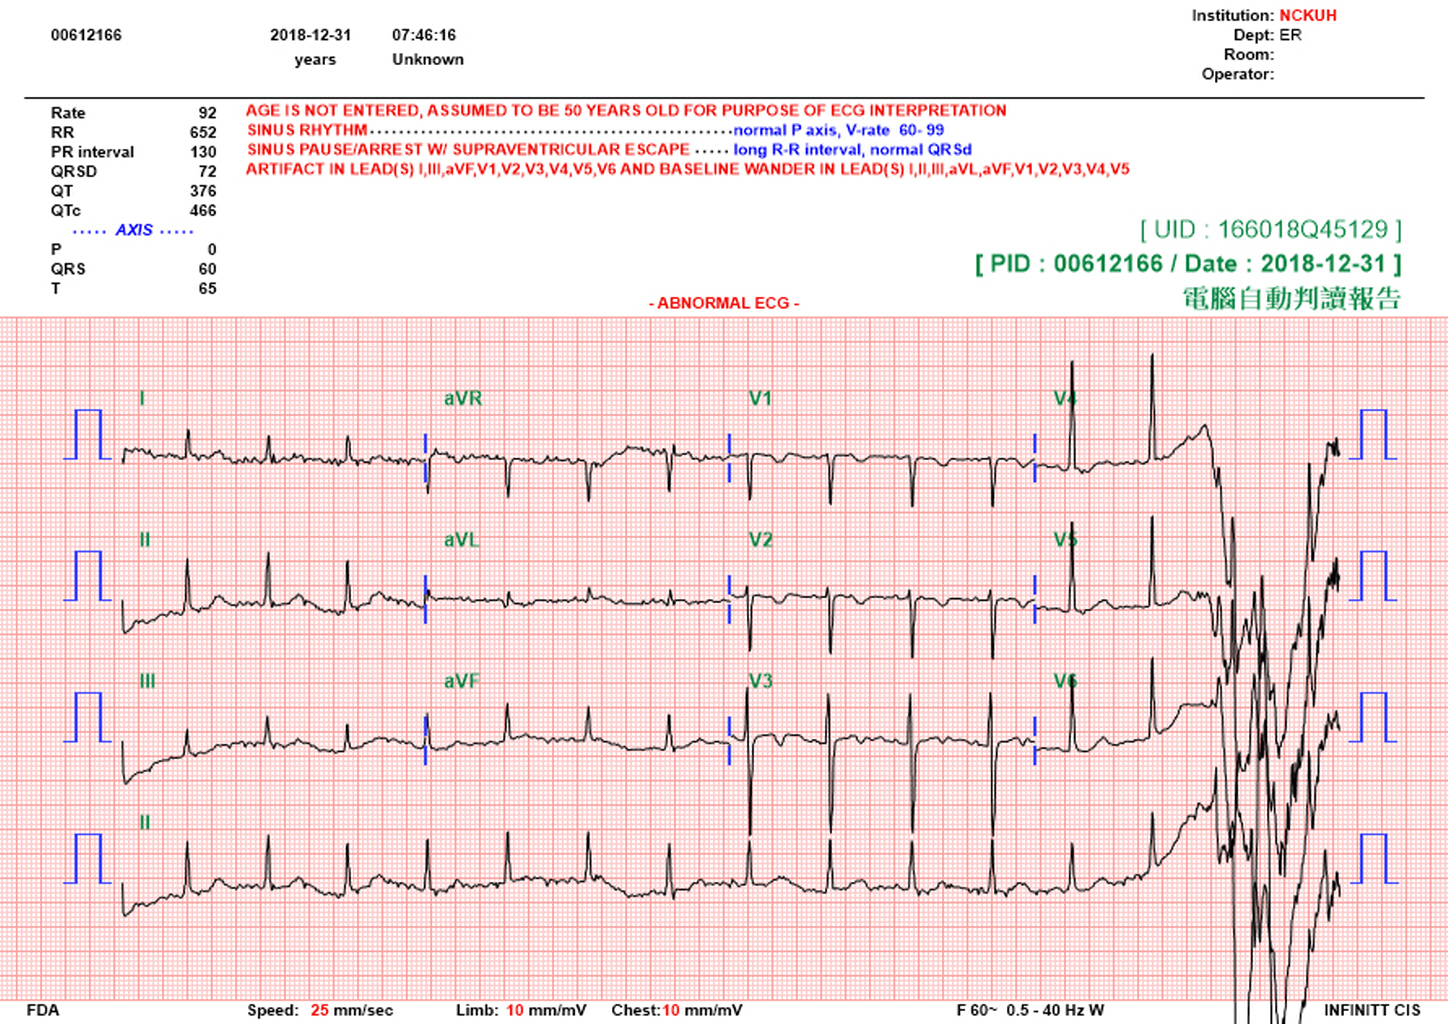 Institution: NCKUH
00612166 2018-12-31 07:46:16 Dept: ER
years Unknown Room:
Operator:
Rate 92 AGE IS NOT ENTERED, ASSUMED TO BE 50 YEARS OLD FOR PURPOSE OF ECG INTERPRETATION
RR 652 SINUS RHYTHM................................................normal P axis, V-rate 60- 99
PR interval 130 SINUS PAUSE/ARREST W/ SUPRAVENTRICULAR ESCAPE ..... long R-R interval, normal QRSd
QRSD 72 ARTIFACT IN LEAD(S) I,III,aVF,V1,V2,V3,V4,V5,V6 AND BASELINE WANDER IN LEAD(S) I,II,III,aVL,aVF,V1,V2,V3,V4,V5
QT 376
QTc 466
..... AXIS .....
[ UID : 166018Q45129 ]
P 0
QRS 60
[ PID : 00612166 / Date : 2018-12-31 ]
T 65
電腦自動判讀報告
- ABNORMAL ECG -
I aVR V1 V4
II aVL V2 V5
III aVF V3 V6
II
FDA Speed: 25 mm/sec Limb: 10 mm/mV Chest:10 mm/mV F 60~ 0.5 - 40 Hz W INFINITT CIS